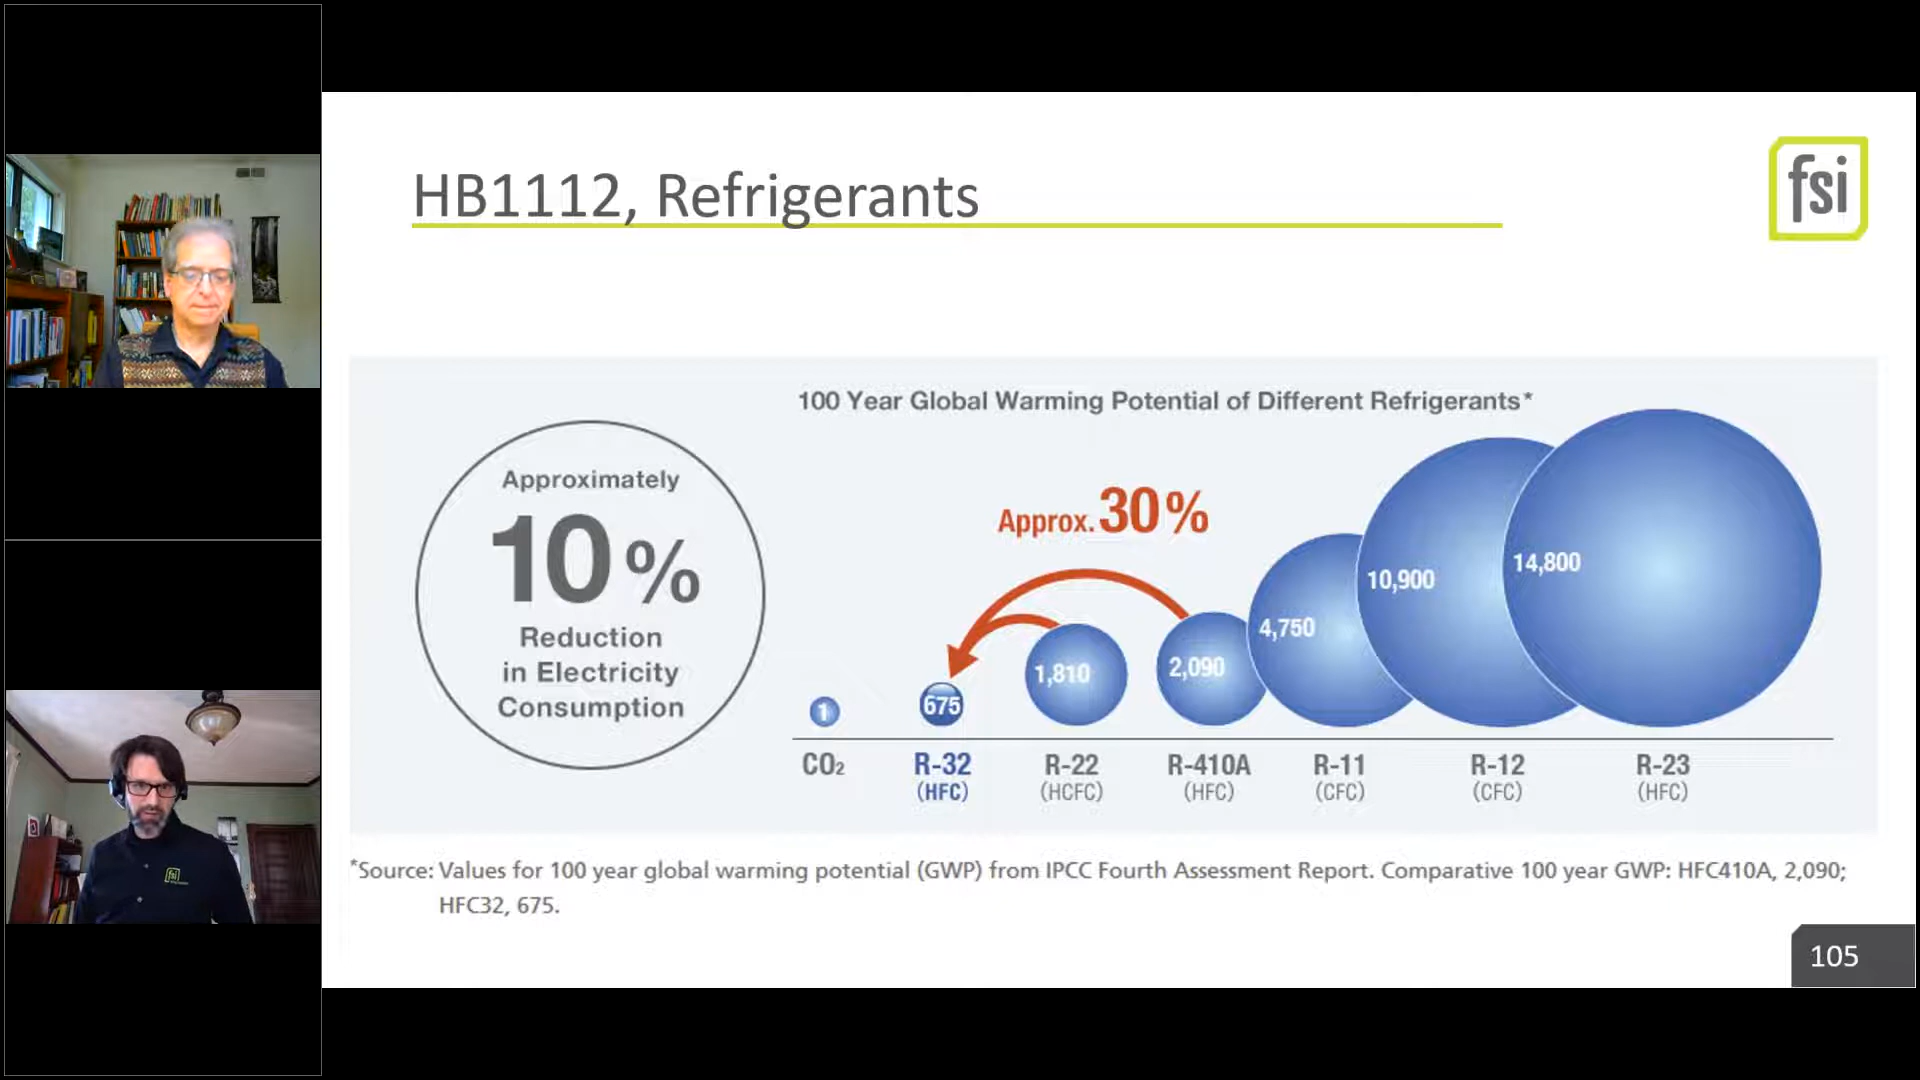 HB1112, Refrigerants
fsi
100 Year Global Warming Potential of Different Refrigerants*
Approximately
10%
Reduction
in Electricity
Consumption
Approx. 30%
1
675
1,810
2,090
4,750
10,900
14,800
CO₂
R-32
(HFC)
R-22
(HCFC)
R-410A
(HFC)
R-11
(CFC)
R-12
(CFC)
R-23
(HFC)
*Source: Values for 100 year global warming potential (GWP) from IPCC Fourth Assessment Report. Comparative 100 year GWP: HFC410A, 2,090;
HFC32, 675.
105
fsi